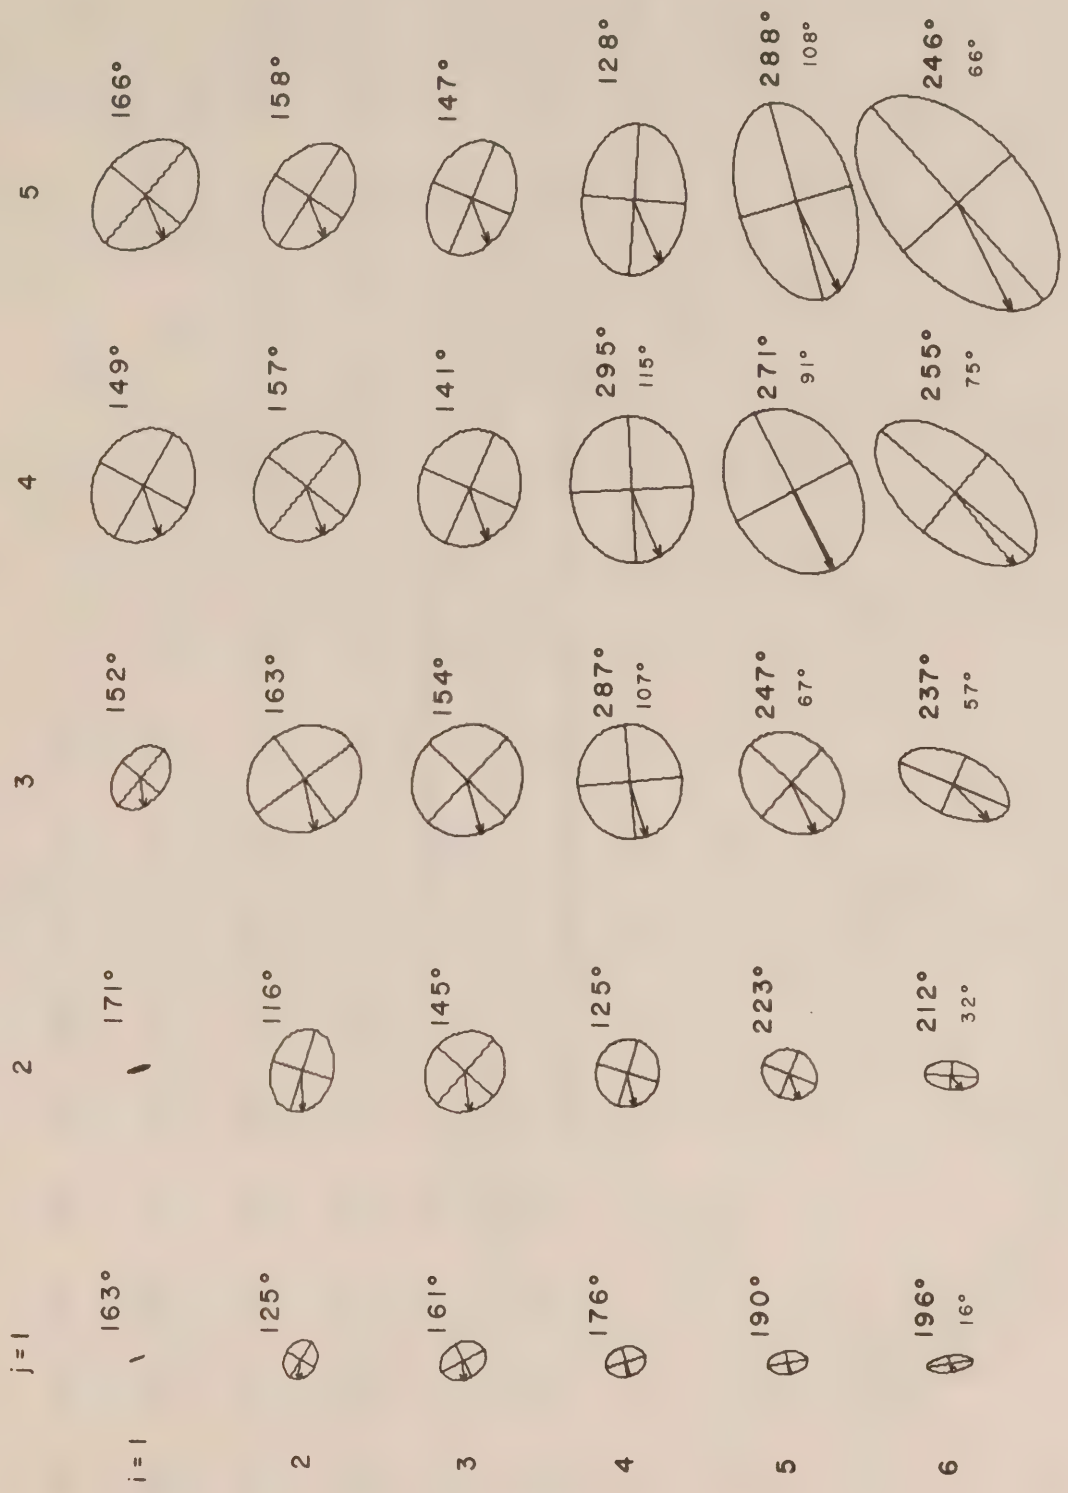 j = 1 2 3 4 5
i = 1 163° 171° 152° 149° 166°
2 125° 116° 163° 157° 158°
3 161° 145° 154° 141° 147°
4 176° 125° 287° 295° 128°
107° 115°
5 190° 223° 247° 271° 288°
67° 91° 108°
6 196° 212° 237° 255° 246°
16° 32° 57° 75° 66°